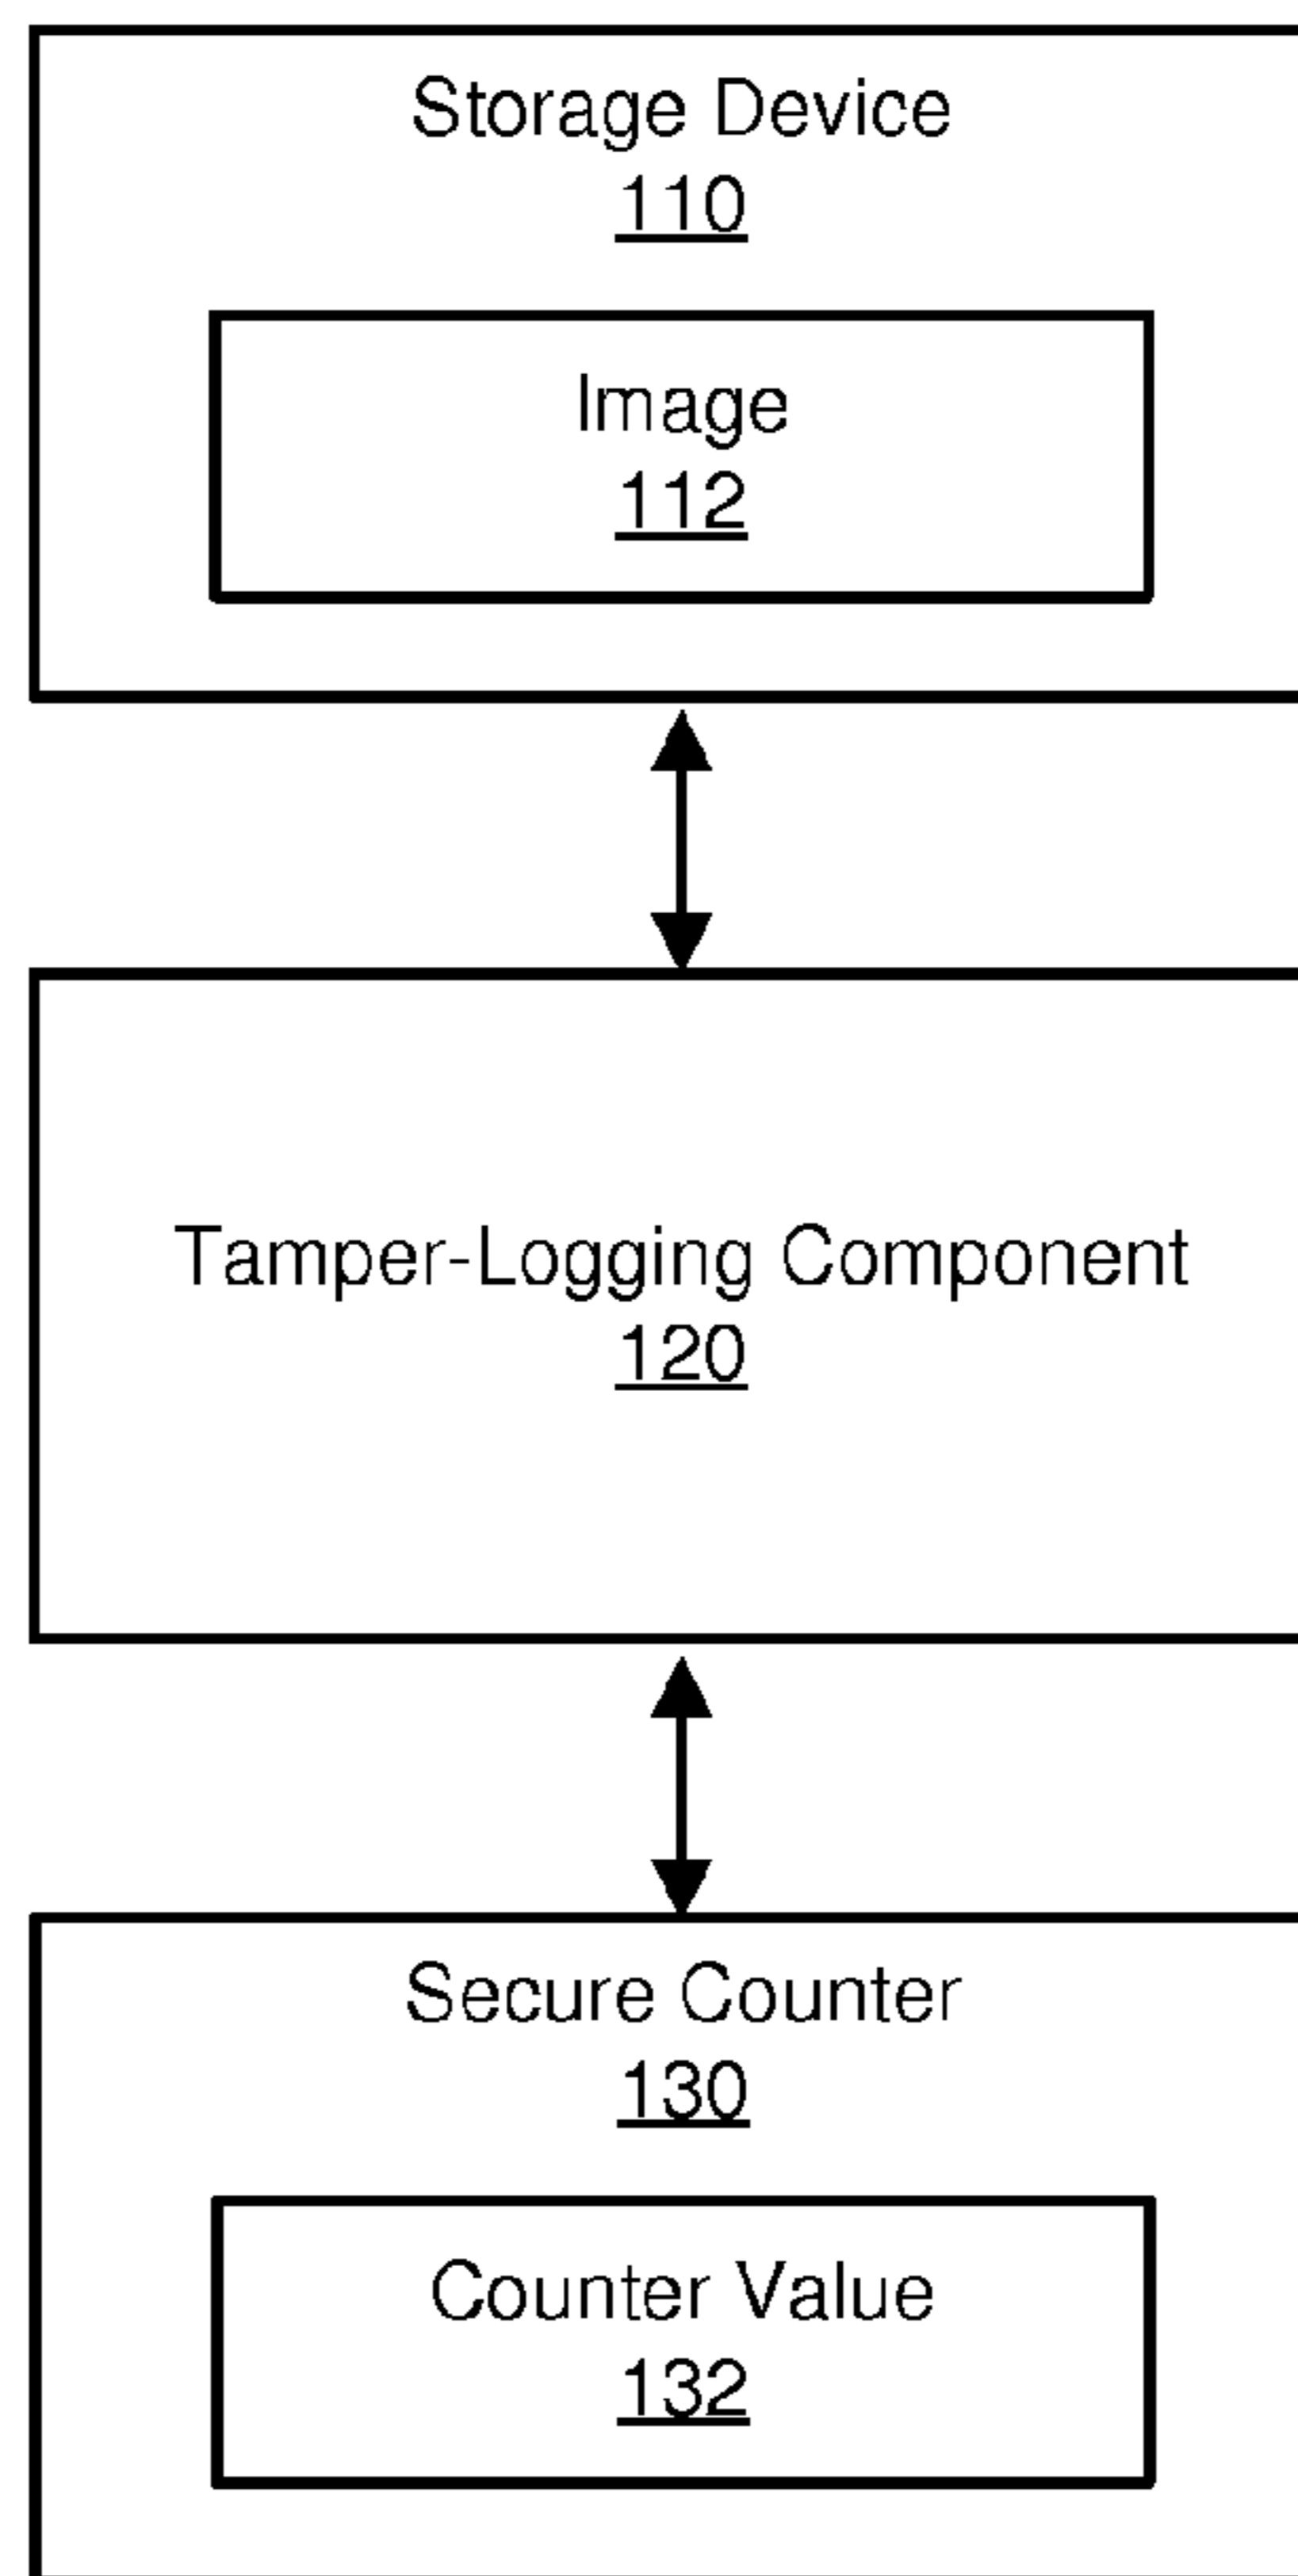 Storage Device
110
Image
112
Tamper-Logging Component
120
Secure Counter
130
Counter Value
132